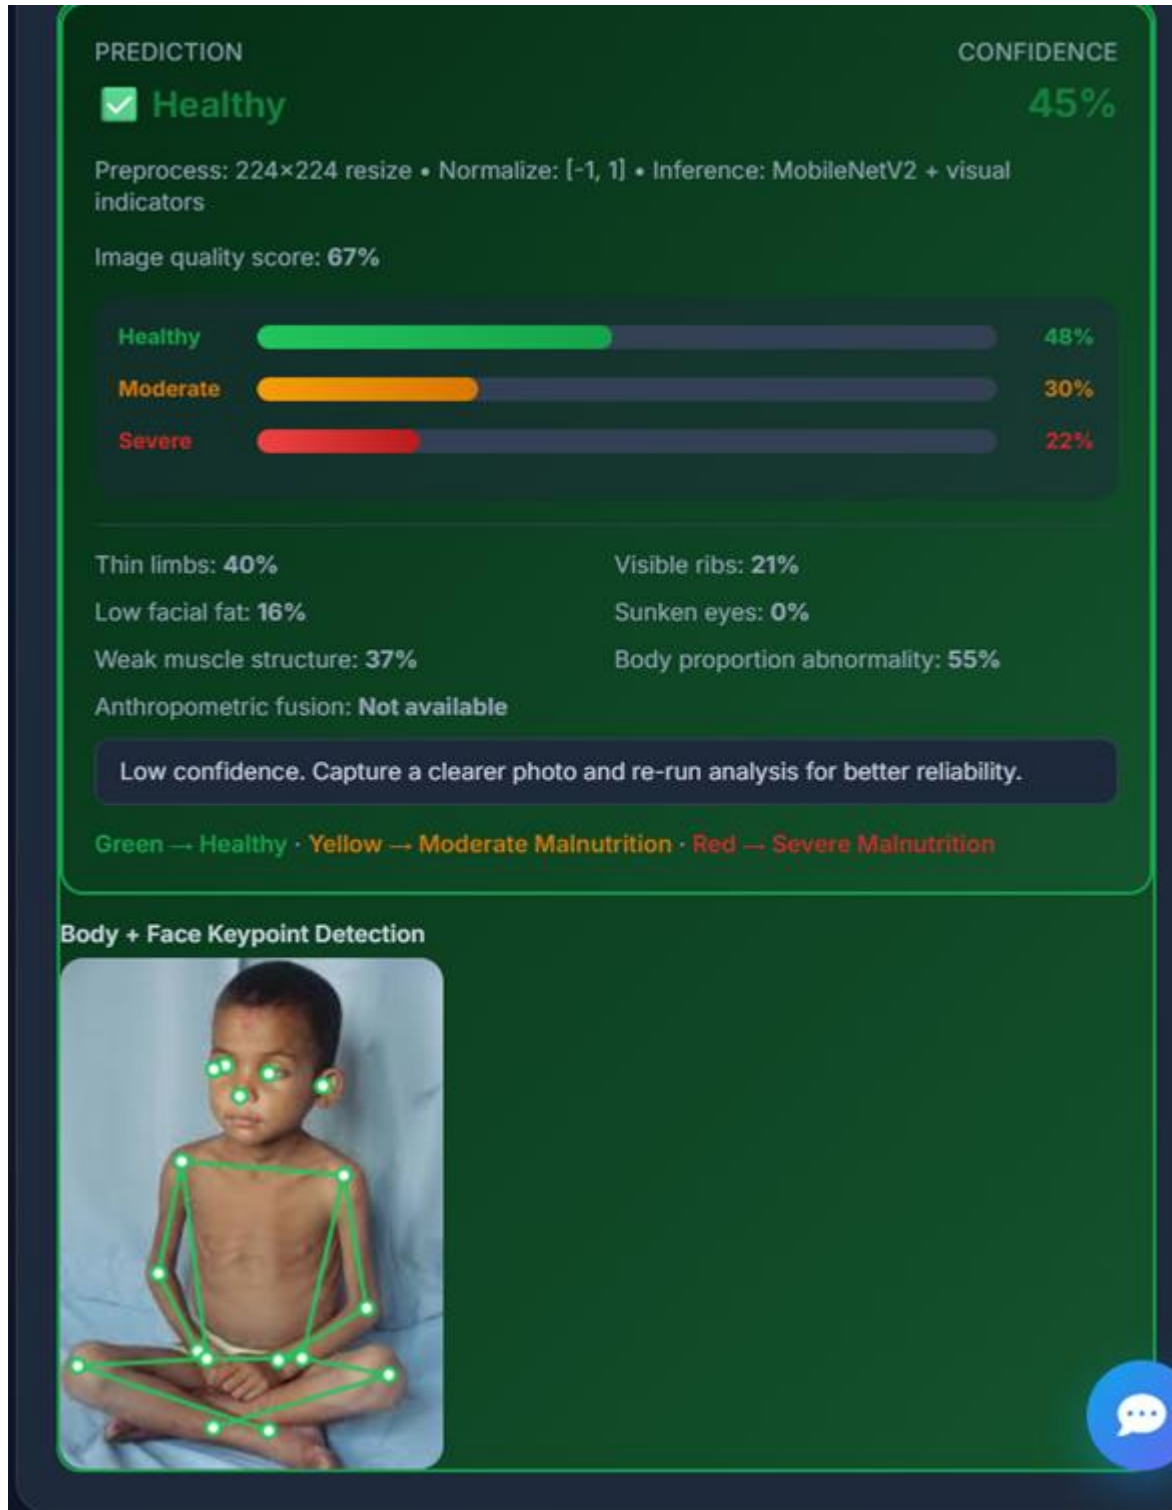 PREDICTION CONFIDENCE
Healthy 45%
Preprocess: 224×224 resize • Normalize: [-1, 1] • Inference: MobileNetV2 + visual
indicators
Image quality score: 67%
Healthy 48%
Moderate 30%
Severe 22%
Thin limbs: 40% Visible ribs: 21%
Low facial fat: 16% Sunken eyes: 0%
Weak muscle structure: 37% Body proportion abnormality: 55%
Anthropometric fusion: Not available
Low confidence. Capture a clearer photo and re-run analysis for better reliability.
Green → Healthy · Yellow → Moderate Malnutrition · Red → Severe Malnutrition
Body + Face Keypoint Detection